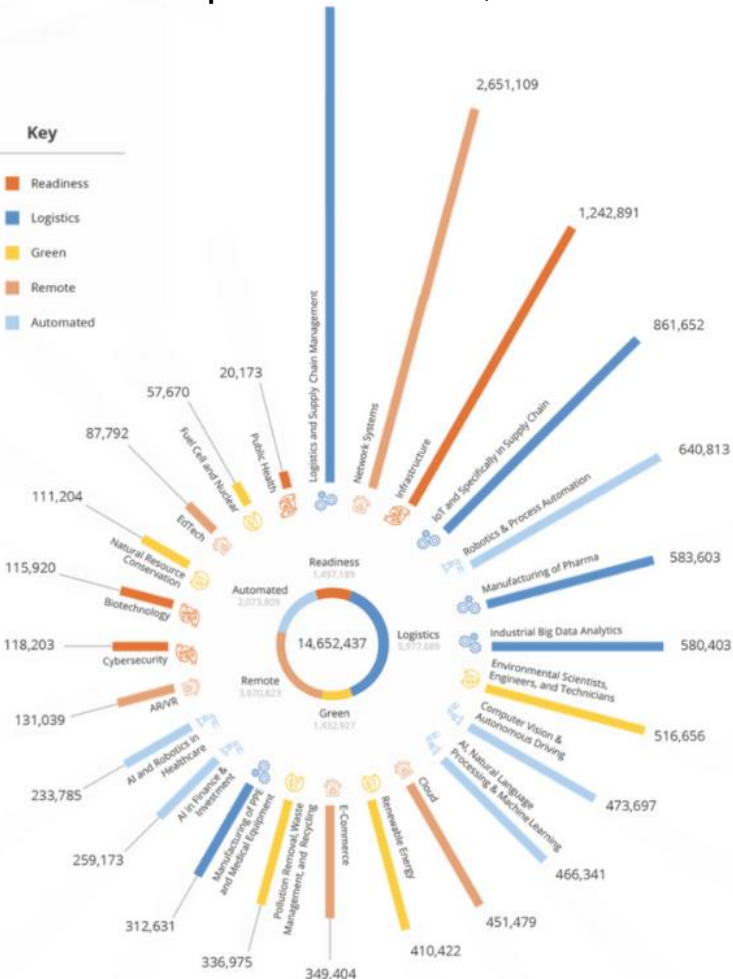 Key
Readiness
Logistics
Green
Remote
Automated
2,651,109
1,242,891
861,652
640,813
583,603
580,403
516,656
473,697
466,341
451,479
410,422
349,404
336,975
312,631
259,173
233,785
131,039
118,203
115,920
111,204
87,792
57,670
20,173
Logistics and Supply Chain Management
Network Systems
Infrastructure
IoT and Specifically in Supply Chain
Robotics & Process Automation
Manufacturing of Pharma
Industrial Big Data Analytics
Environmental Scientists,
Engineers, and Technicians
Computer Vision &
Autonomous Driving
AI, Natural Language
Processing & Machine Learning
Cloud
Renewable Energy
E-Commerce
Pollution Removal, Waste
Management, and Recycling
Manufacturing of PPE
and Medical Equipment
AI in Finance &
Investment
AI and Robotics in
Healthcare
AR/VR
Cybersecurity
Biotechnology
Natural Resource
Conservation
EdTech
Fuel Cell and Nuclear
Public Health
Readiness
1,497,189
Automated
2,073,809
14,652,437
Logistics
Remote
3,670,823
Green
1,432,927